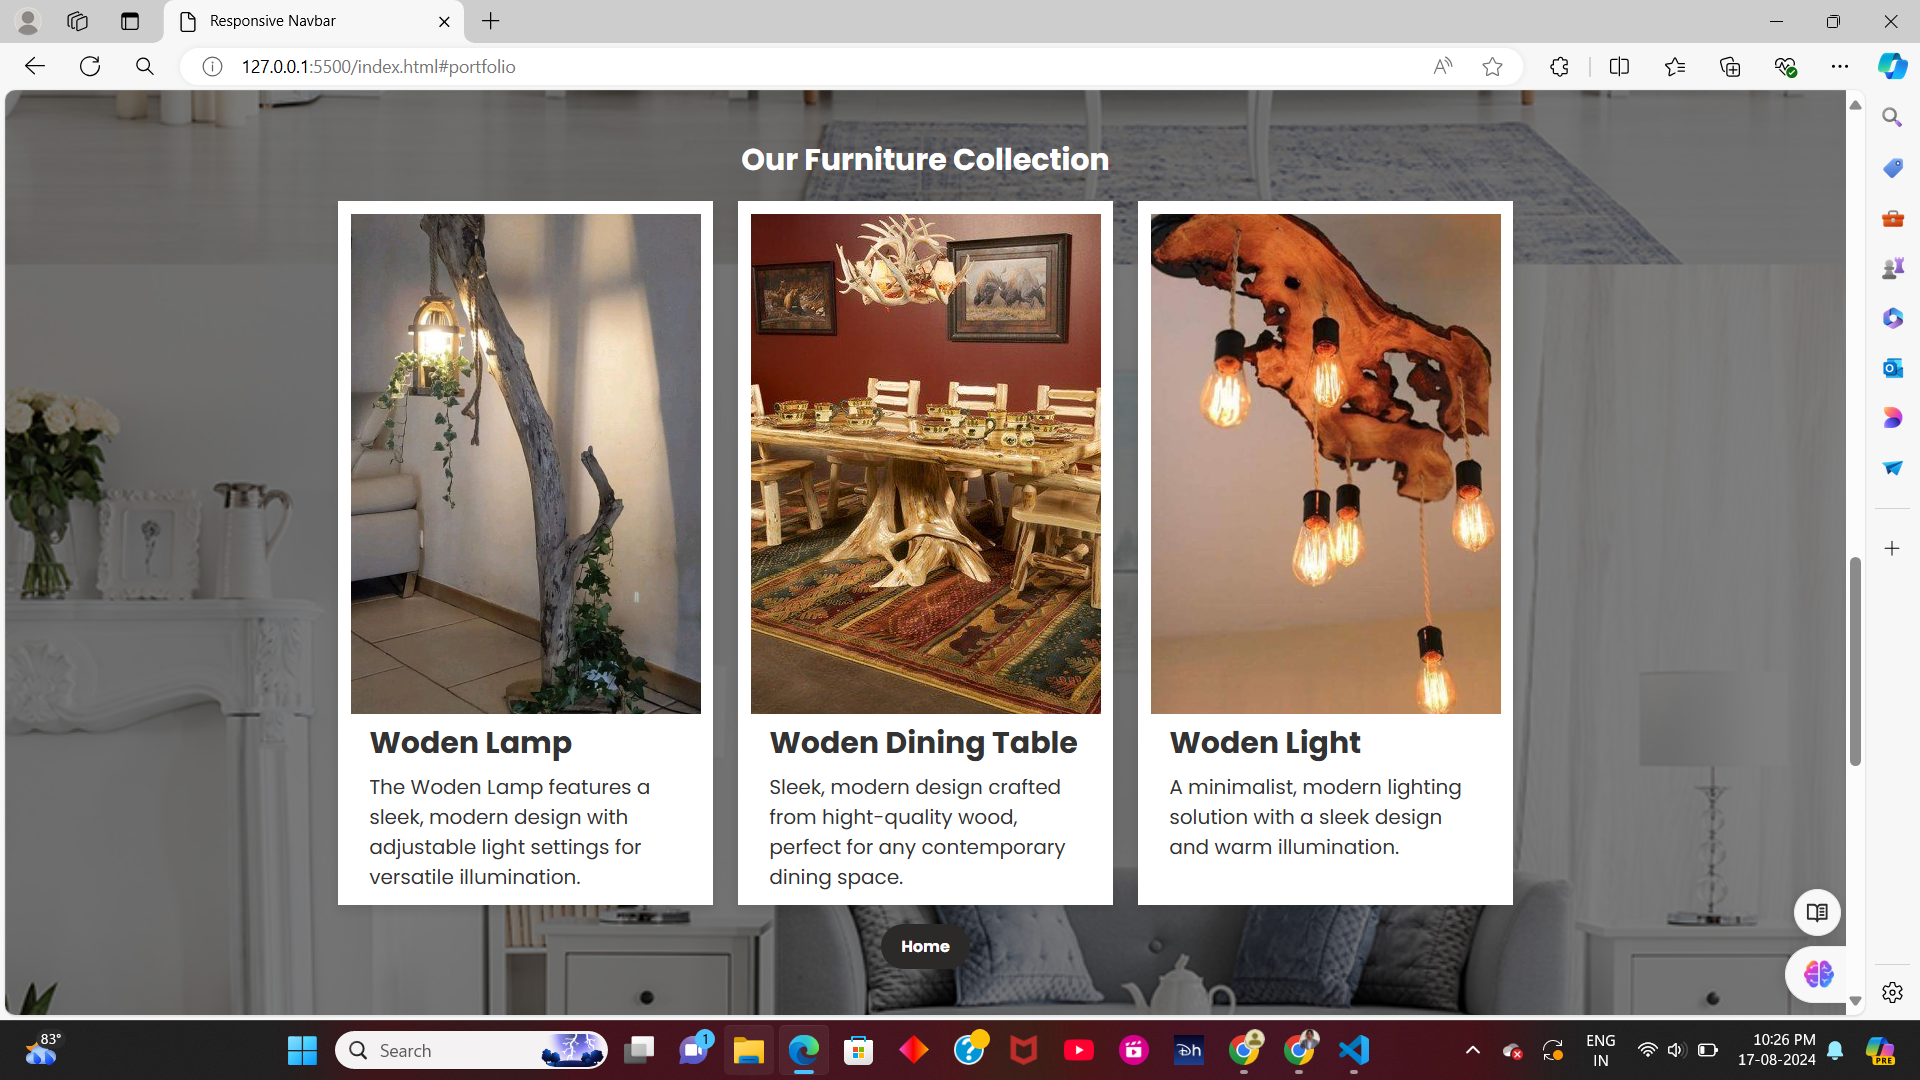 Responsive Navbar
127.0.0.1:5500/index.html#portfolio
Our Furniture Collection
Woden Lamp
The Woden Lamp features a
sleek, modern design with
adjustable light settings for
versatile illumination.
Woden Dining Table
Sleek, modern design crafted
from hight-quality wood,
perfect for any contemporary
dining space.
Woden Light
A minimalist, modern lighting
solution with a sleek design
and warm illumination.
Home
83°
Search
1
ENG
IN
10:26 PM
17-08-2024
PRE